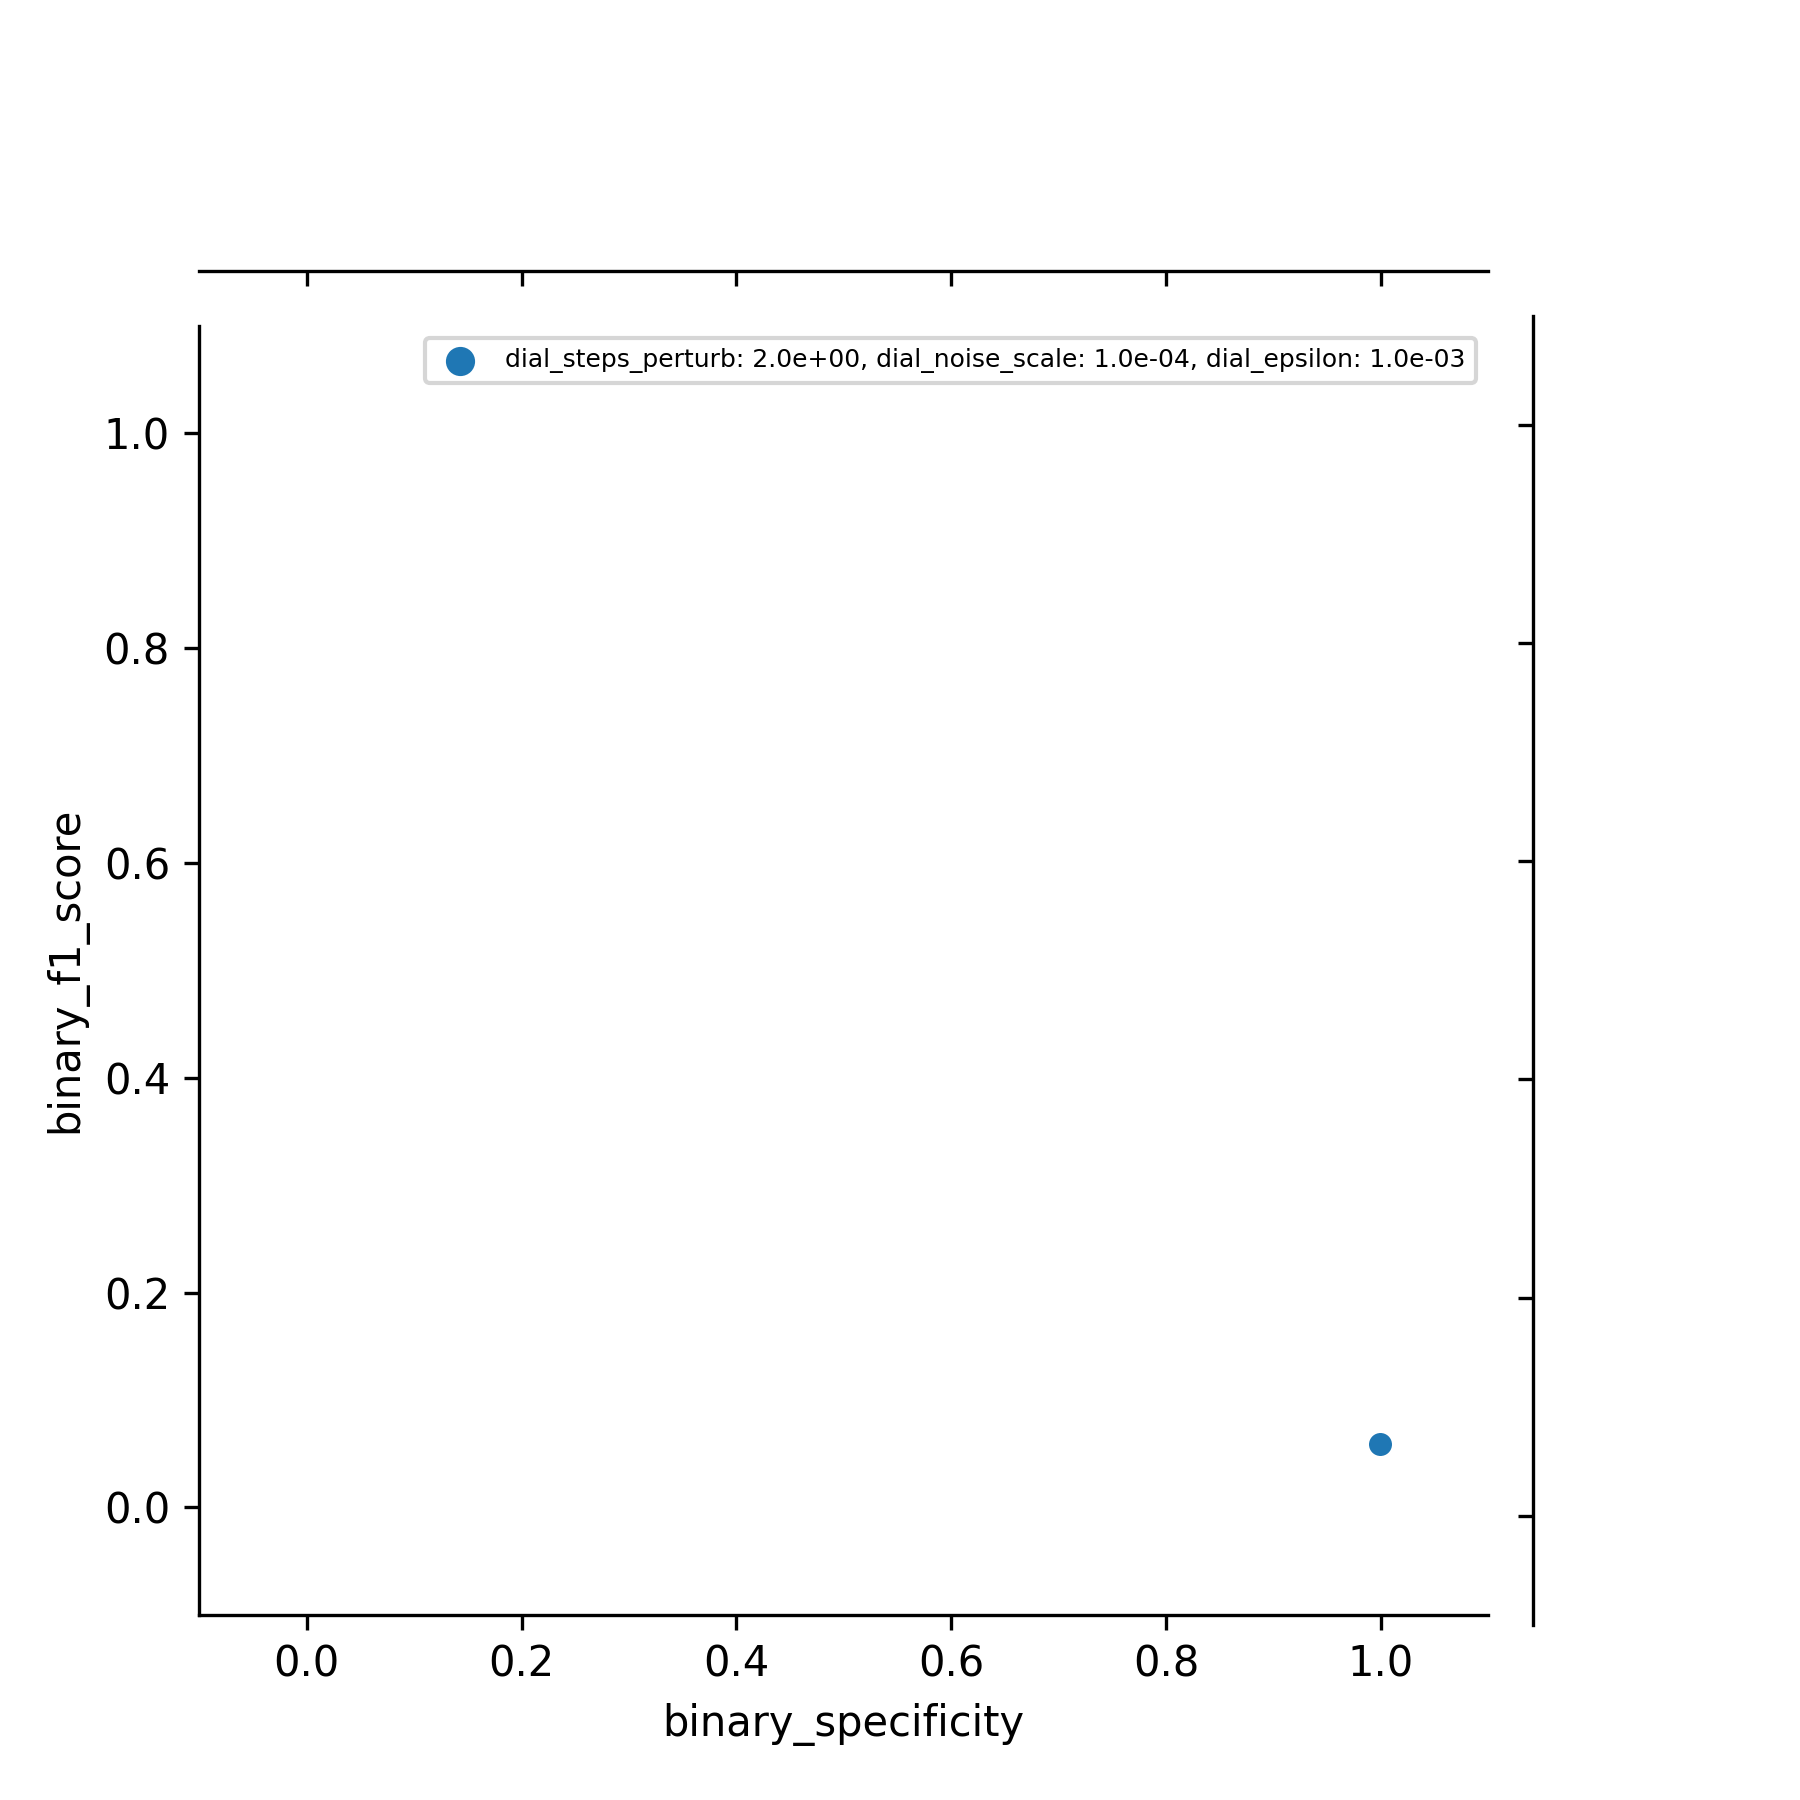 dial_steps_perturb: 2.0e+00, dial_noise_scale: 1.0e-04, dial_epsilon: 1.0e-03
1.0
0.8
0.6
0.4
0.2
0.0
binary_f1_score
0.0 0.2 0.4 0.6 0.8 1.0
binary_specificity